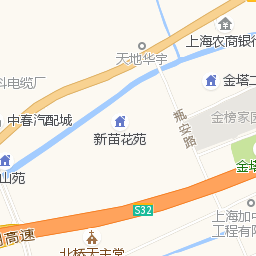 天地华宇
上海农商银行
科电缆厂
金塔二
中春汽配城
新苗花苑
瓶安路
金榜家园
山苑
金塔
S32
上海加中
工程有限
高速
北桥天主堂